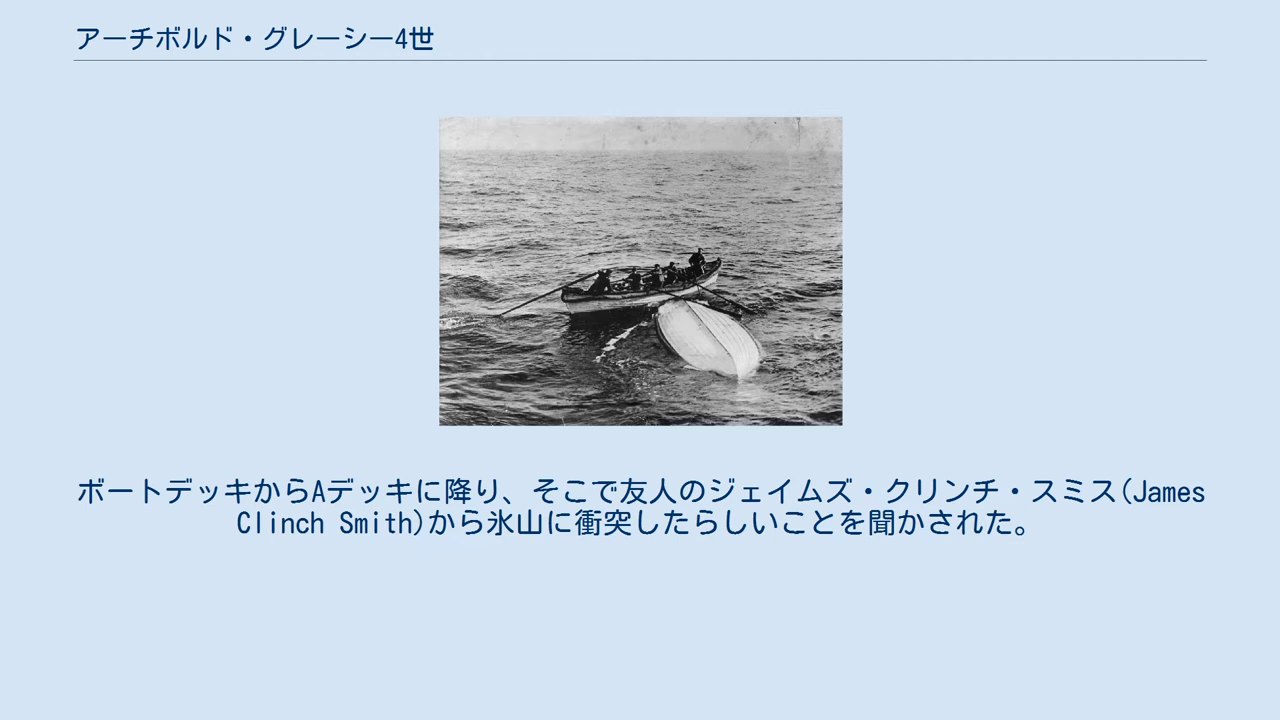 アーチボルド・グレーシー4世
ボートデッキからAデッキに降り、そこで友人のジェイムズ・クリンチ・スミス(James
Clinch Smith)から氷山に衝突したらしいことを聞かされた。